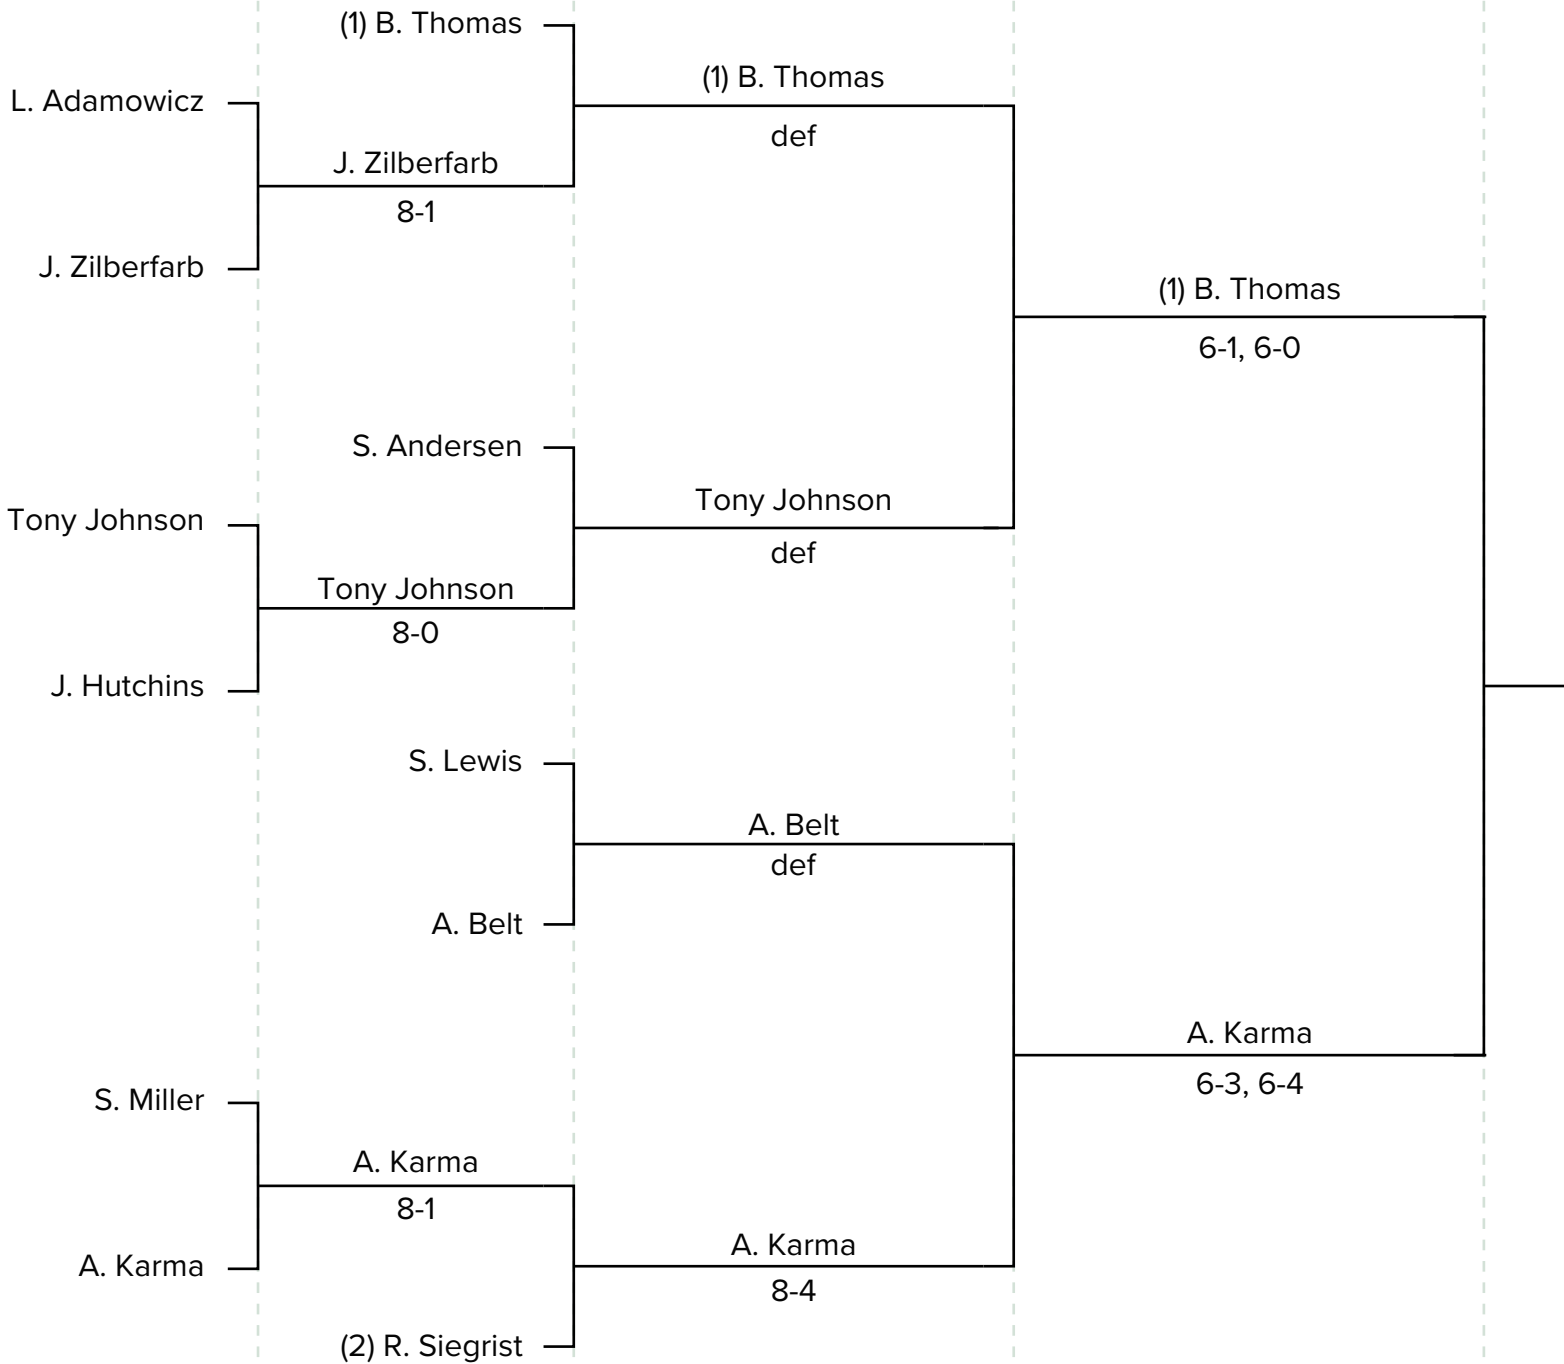 (1) B. Thomas
L. Adamowicz
J. Zilberfarb
8-1
J. Zilberfarb
(1) B. Thomas
def
S. Andersen
Tony Johnson
Tony Johnson
8-0
J. Hutchins
Tony Johnson
def
(1) B. Thomas
6-1, 6-0
S. Lewis
A. Belt
def
A. Belt
S. Miller
A. Karma
8-1
A. Karma
(2) R. Siegrist
A. Karma
8-4
A. Karma
6-3, 6-4